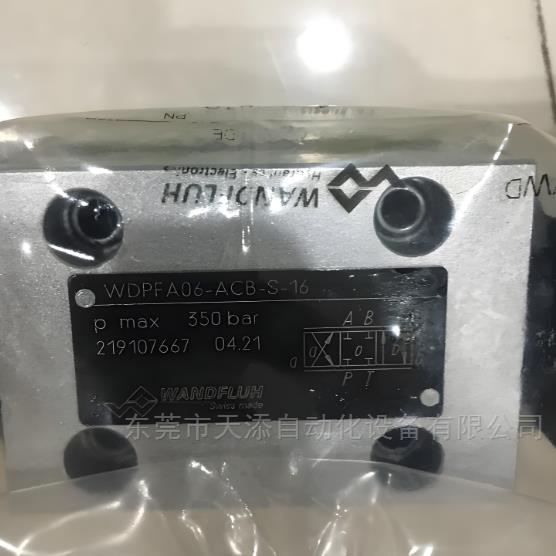 WANDFLUH
Hydraulics - Electronics
WDPFA06-ACB-S-16
p max 350 bar
219107667 04.21
A B
a a o b b
P T
WANDFLUH
Swiss made
东莞市天添自动化设备有限公司